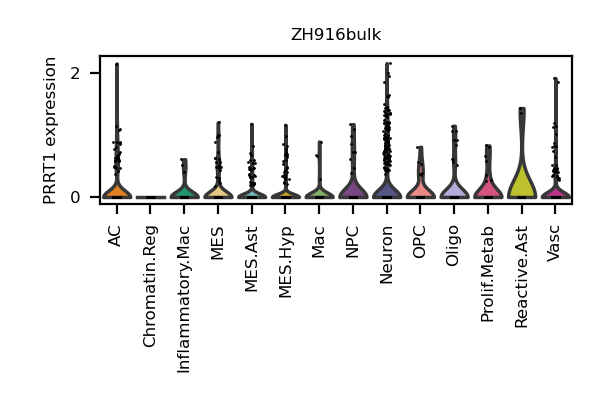 ZH916bulk
PRRT1 expression
2
0
AC
Chromatin.Reg
Inflammatory.Mac
MES
MES.Ast
MES.Hyp
Mac
NPC
Neuron
OPC
Oligo
Prolif.Metab
Reactive.Ast
Vasc